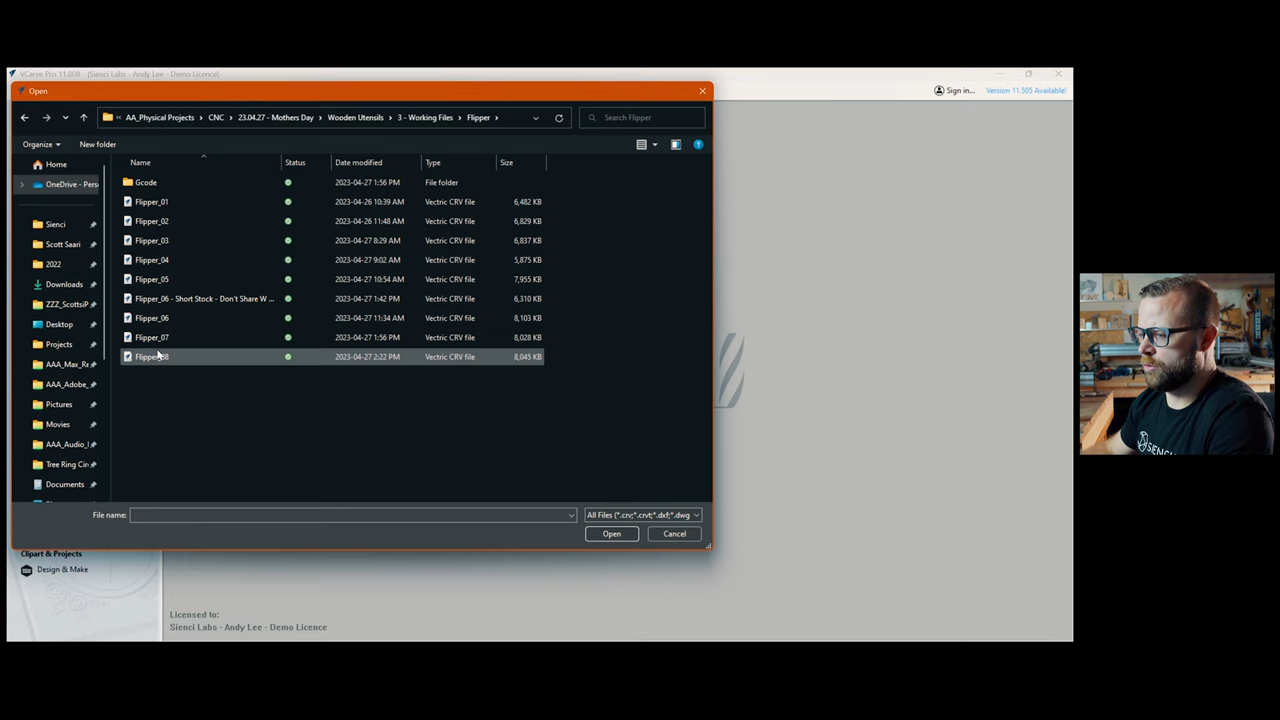 VCarve Pro 11.008 - (Sienci Labs - Andy Lee - Demo Licence)
Open
Sign in...
Version 11.505 Available!
« AA_Physical Projects > CNC > 23.04.27 - Mothers Day > Wooden Utensils > 3 - Working Files > Flipper >
Search Flipper
Organize
New folder
Name Status Date modified Type Size
Home
OneDrive - Pers
Sienci
Scott Saari
2022
Downloads
ZZZ_ScottsiP
Desktop
Projects
AAA_Max_Re
AAA_Adobe_
Pictures
Movies
AAA_Audio_
Tree Ring Cir
Documents
Gcode 2023-04-27 1:56 PM File folder
Flipper_01 2023-04-26 10:39 AM Vectric CRV file 6,482 KB
Flipper_02 2023-04-26 11:48 AM Vectric CRV file 6,829 KB
Flipper_03 2023-04-27 8:29 AM Vectric CRV file 6,837 KB
Flipper_04 2023-04-27 9:02 AM Vectric CRV file 5,875 KB
Flipper_05 2023-04-27 10:54 AM Vectric CRV file 7,955 KB
Flipper_06 - Short Stock - Don't Share W ... 2023-04-27 1:42 PM Vectric CRV file 6,310 KB
Flipper_06 2023-04-27 11:34 AM Vectric CRV file 8,103 KB
Flipper_07 2023-04-27 1:56 PM Vectric CRV file 8,028 KB
Flipper_08 2023-04-27 2:22 PM Vectric CRV file 8,045 KB
File name:
All Files (*.crv;*.crvt;*.dxf;*.dwg
Open
Cancel
Clipart & Projects
Design & Make
Licensed to:
Sienci Labs - Andy Lee - Demo Licence
SIENC